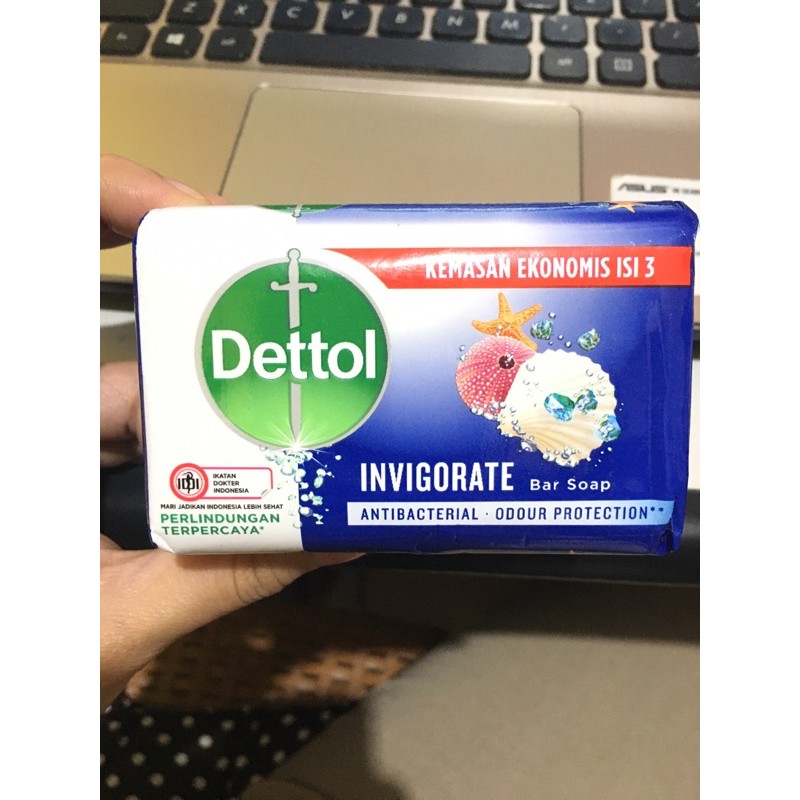 Z
X
C
V
B
N
M
ASUS
KEMASAN EKONOMIS ISI 3
Dettol
IKATAN
DOKTER
INDONESIA
MARI JADIKAN INDONESIA LEBIH SEHAT
PERLINDUNGAN
TERPERCAYA*
INVIGORATE Bar Soap
ANTIBACTERIAL · ODOUR PROTECTION**